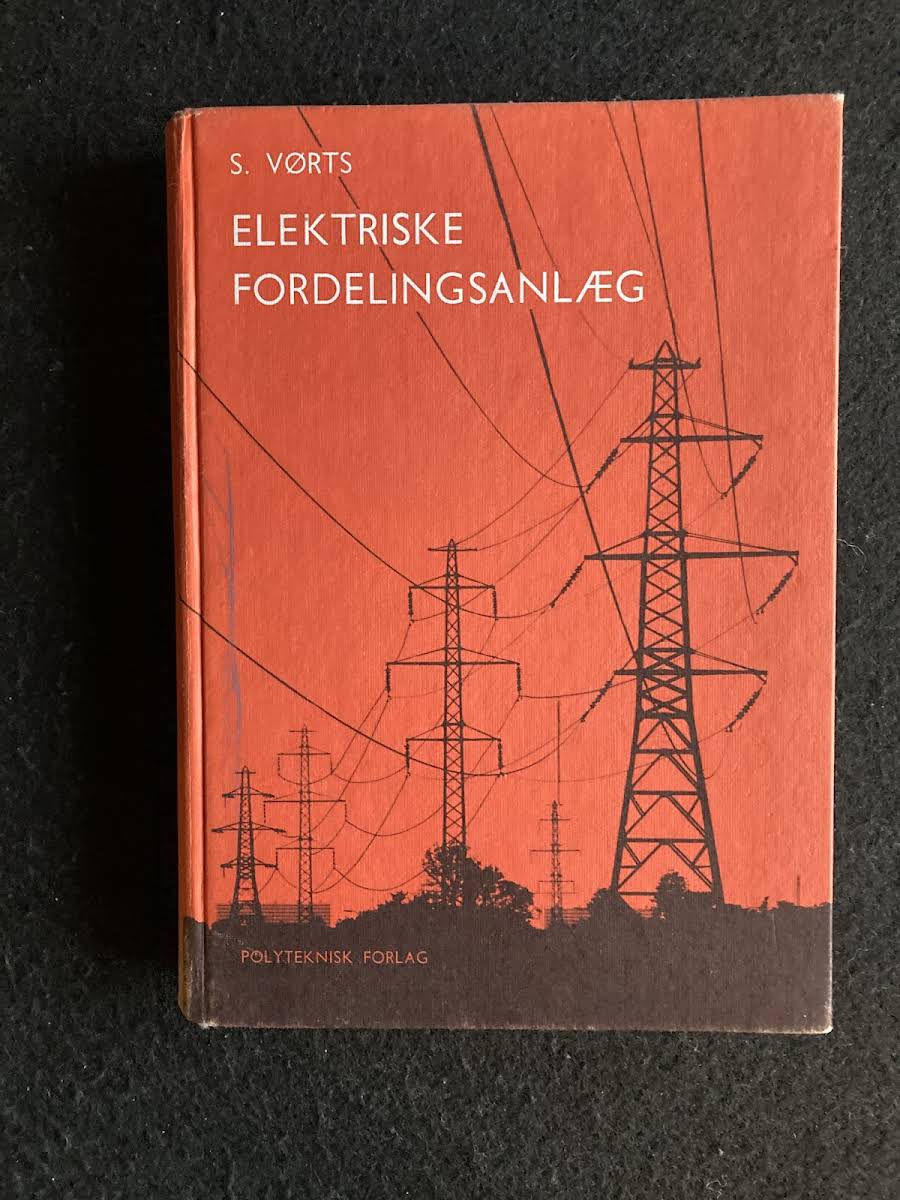 S. VØRTS
ELEKTRISKE
FORDELINGSANLÆG
POLYTEKNISK FORLAG